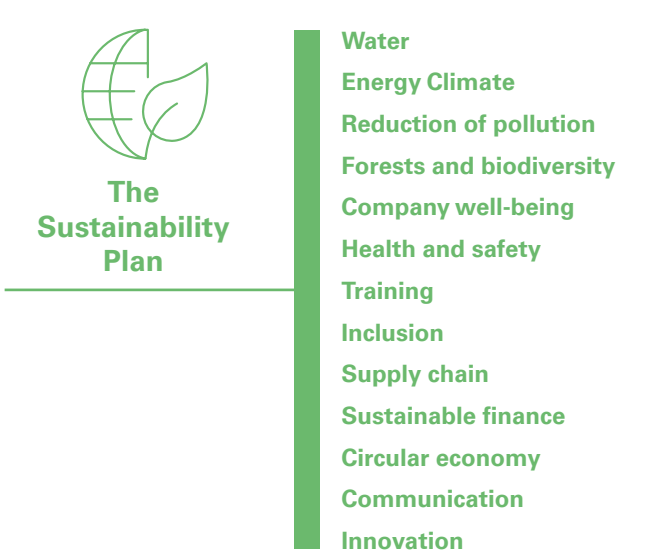 The
Sustainability
Plan
Water
Energy Climate
Reduction of pollution
Forests and biodiversity
Company well-being
Health and safety
Training
Inclusion
Supply chain
Sustainable finance
Circular economy
Communication
Innovation